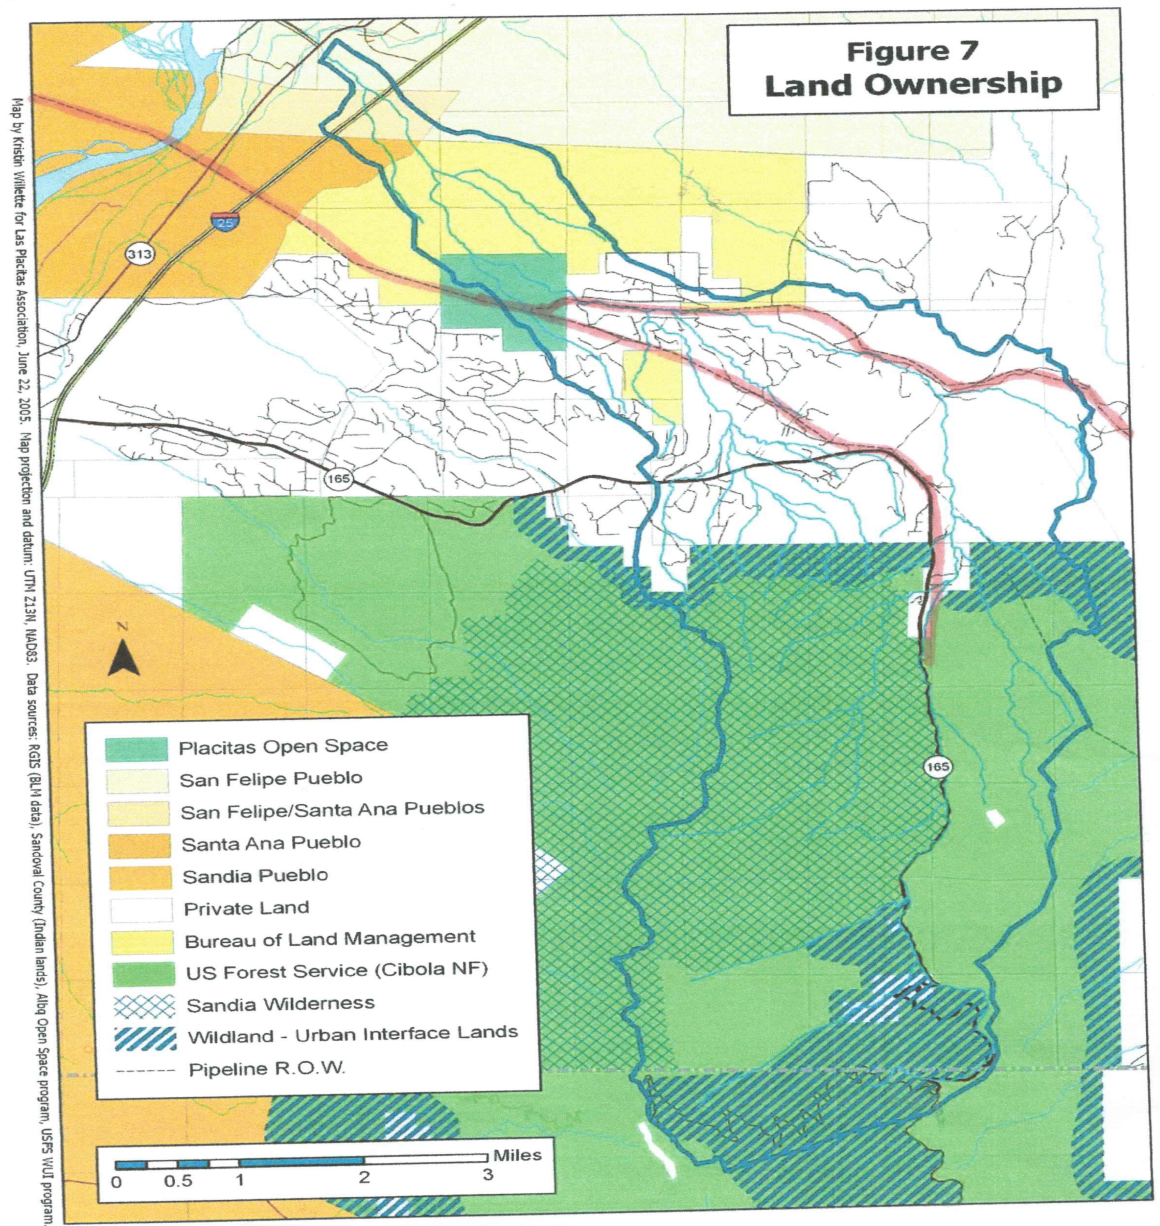 Figure 7
Land Ownership
25
313
165
165
N
Placitas Open Space
San Felipe Pueblo
San Felipe/Santa Ana Pueblos
Santa Ana Pueblo
Sandia Pueblo
Private Land
Bureau of Land Management
US Forest Service (Cibola NF)
Sandia Wilderness
Wildland - Urban Interface Lands
Pipeline R.O.W.
Miles
0 0.5 1 2 3
Map by Kristin Willette for Las Placitas Association, June 22, 2005. Map projection and datum: UTM Z13N, NAD83. Data sources: RGIS (BLM data), Sandoval County (Indian lands), Albq Open Space program, USFS WUI program.